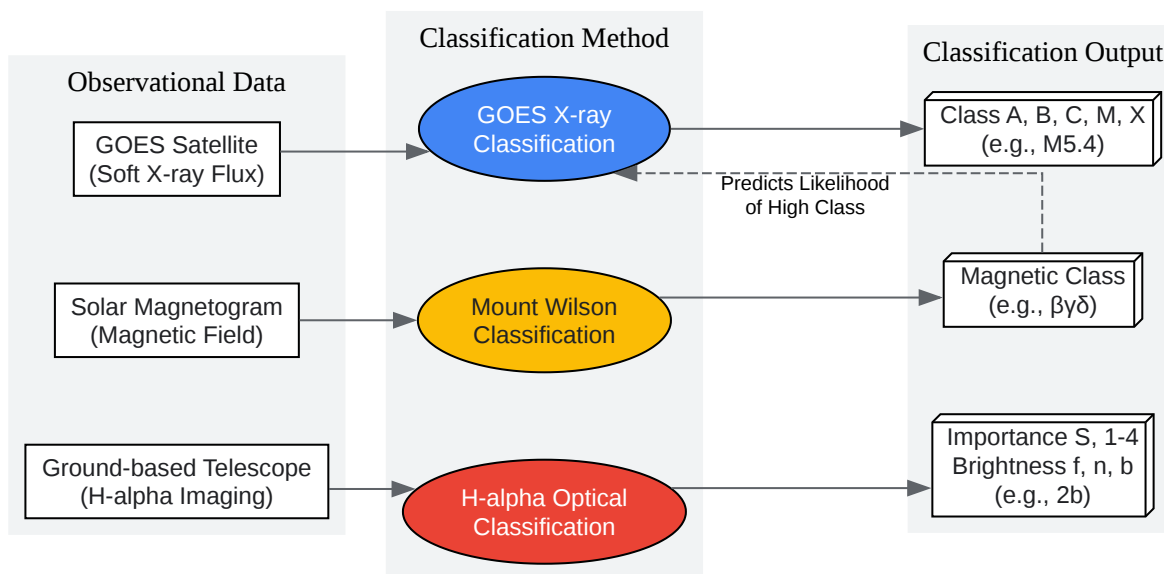 Observational Data
GOES Satellite
(Soft X-ray Flux)
Solar Magnetogram
(Magnetic Field)
Ground-based Telescope
(H-alpha Imaging)
Classification Method
GOES X-ray
Classification
Mount Wilson
Classification
H-alpha Optical
Classification
Predicts Likelihood
of High Class
Classification Output
Class A, B, C, M, X
(e.g., M5.4)
Magnetic Class
(e.g., βγδ)
Importance S, 1-4
Brightness f, n, b
(e.g., 2b)